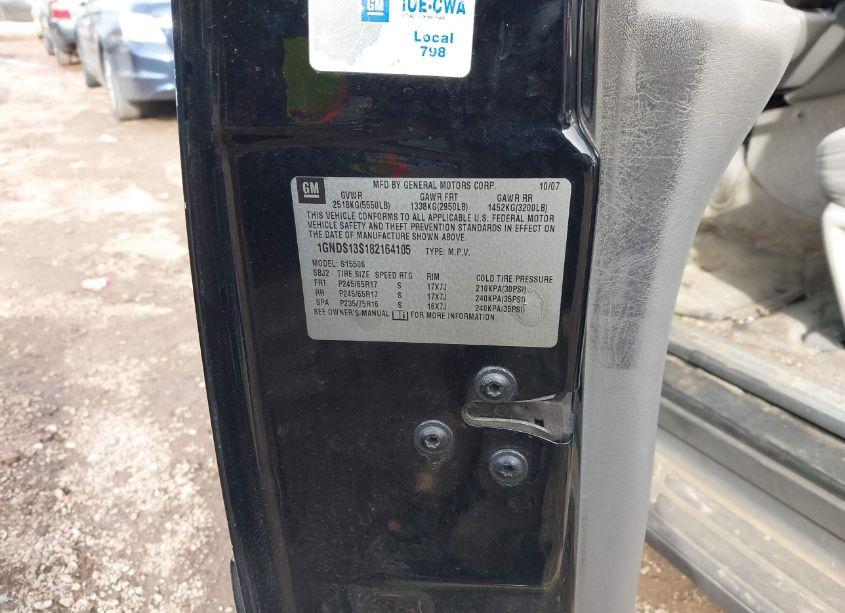 GM IUE-CWA
Local
798
GM MFD BY GENERAL MOTORS CORP. 10/07
GVWR GAWR FRT GAWR RR
2518KG(5550LB) 1338KG(2950LB) 1452KG(3200LB)
THIS VEHICLE CONFORMS TO ALL APPLICABLE U.S. FEDERAL MOTOR
VEHICLE SAFETY AND THEFT PREVENTION STANDARDS IN EFFECT ON
THE DATE OF MANUFACTURE SHOWN ABOVE.
1GNDS13S182164105 TYPE: M.P.V.
MODEL: S15506
SBJ2 TIRE SIZE SPEED RTG RIM COLD TIRE PRESSURE
FRT P245/65R17 S 17X7J 210KPA(30PSI)
RR P245/65R17 S 17X7J 240KPA(35PSI)
SPA P235/75R16 S 16X7J 240KPA(35PSI)
SEE OWNER'S MANUAL FOR MORE INFORMATION.